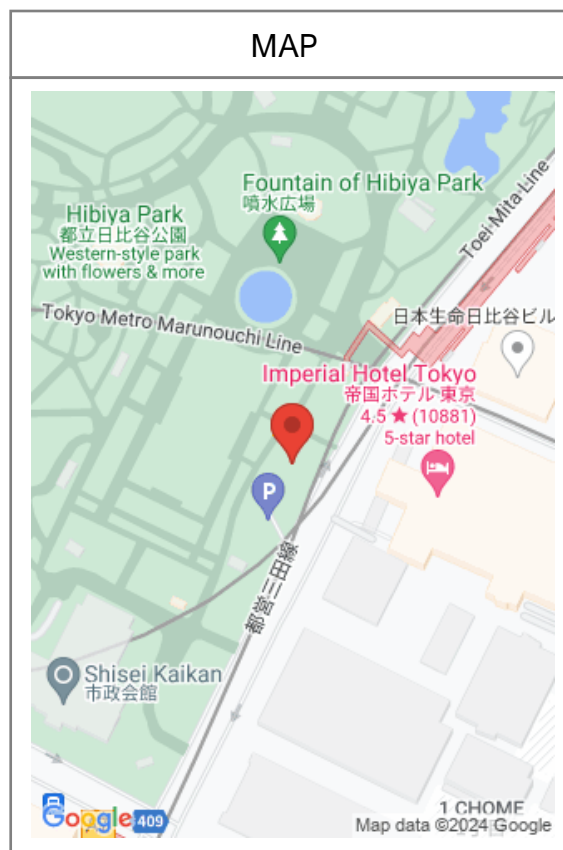 MAP
Fountain of Hibiya Park
噴水広場
Hibiya Park
都立日比谷公園
Western-style park
with flowers & more
Toei-Mita Line
Tokyo Metro Marunouchi Line
日本生命日比谷ビル
Imperial Hotel Tokyo
帝国ホテル 東京
4.5 ★ (10881)
5-star hotel
P
都営三田線
Shisei Kaikan
市政会館
Google
409
1 CHOME
Map data ©2024 Google